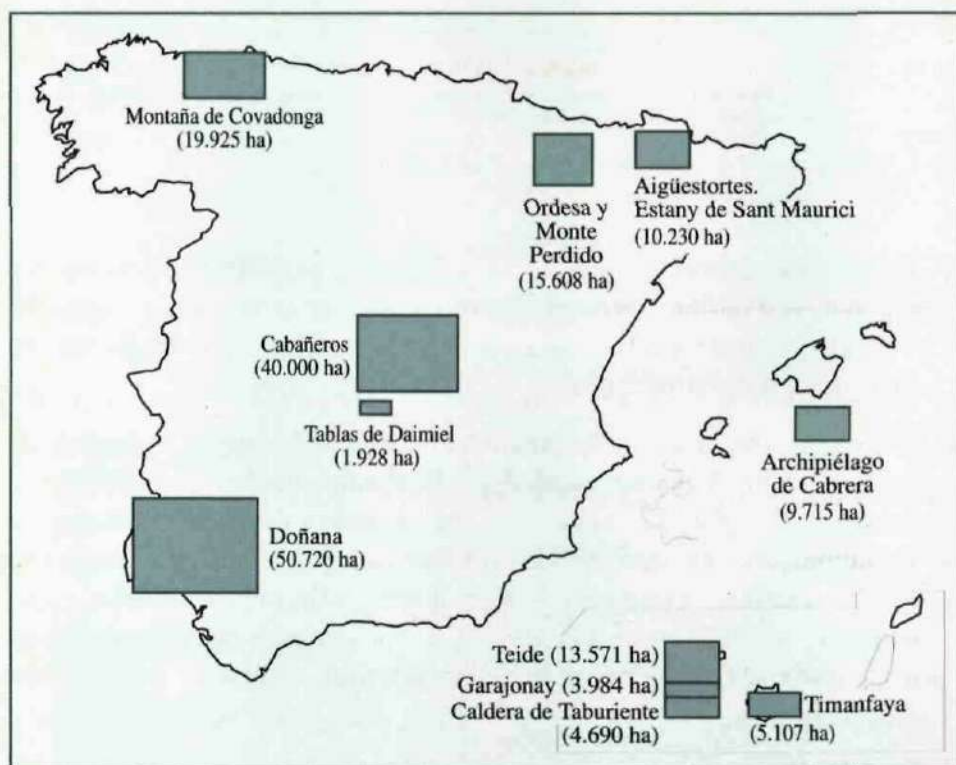 Montaña de Covadonga
(19.925 ha)
Ordesa y
Monte
Perdido
(15.608 ha)
Aigüestortes.
Estany de Sant Maurici
(10.230 ha)
Cabañeros
(40.000 ha)
Tablas de Daimiel
(1.928 ha)
Archipiélago
de Cabrera
(9.715 ha)
Doñana
(50.720 ha)
Teide (13.571 ha)
Garajonay (3.984 ha)
Caldera de Taburiente
(4.690 ha)
Timanfaya
(5.107 ha)